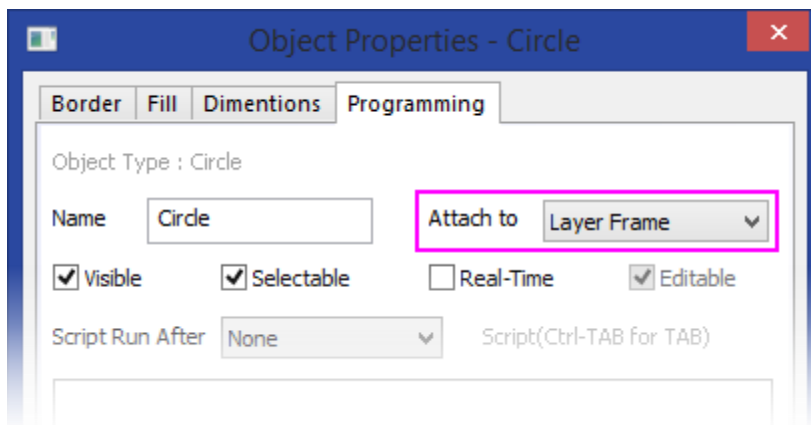 Object Properties - Circle
Border Fill Dimentions Programming
Object Type : Circle
Name Circle Attach to Layer Frame
Visible Selectable Real-Time Editable
Script Run After None Script(Ctrl-TAB for TAB)